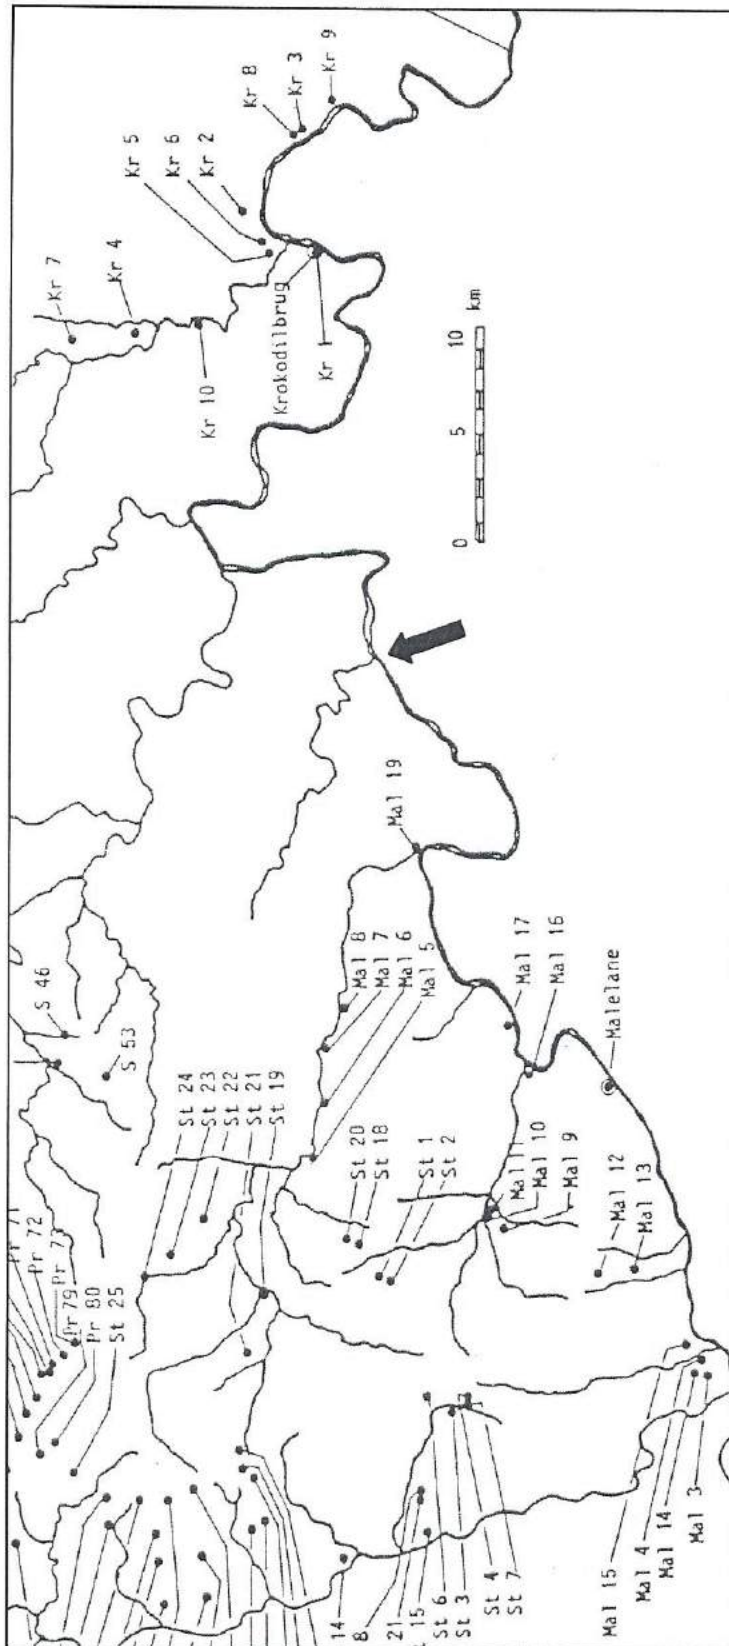 Kr 9
Kr 3
Kr 8
Kr 2
Kr 6
Kr 5
Kr 7
Kr 4
Kr 10
Krokodilbrug
Kr 1
0 5 10 km
Mal 19
Mal 8
Mal 7
Mal 6
Mal 5
Mal 17
Mal 16
Malelane
S 46
S 53
St 24
St 23
St 22
St 21
St 19
St 20
St 18
St 1
St 2
Mal 11
Mal 10
Mal 9
Mal 12
Mal 13
Pr 71
Pr 72
Pr 73
Pr 79
Pr 80
St 25
14
8
21
15
St 6
St 3
St 4
St 7
Mal 15
Mal 4
Mal 14
Mal 3